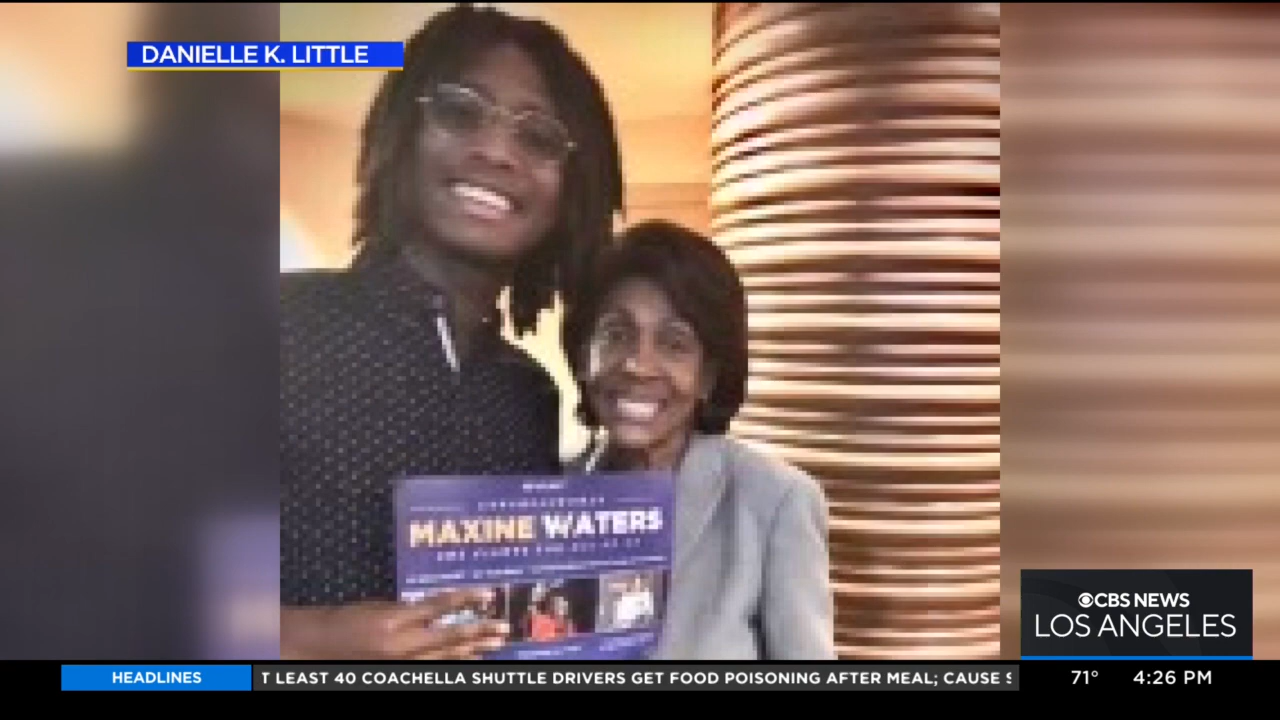 DANIELLE K. LITTLE
MAXINE WATERS
CBS NEWS
LOS ANGELES
HEADLINES
T LEAST 40 COACHELLA SHUTTLE DRIVERS GET FOOD POISONING AFTER MEAL; CAUSE
71° 4:26 PM